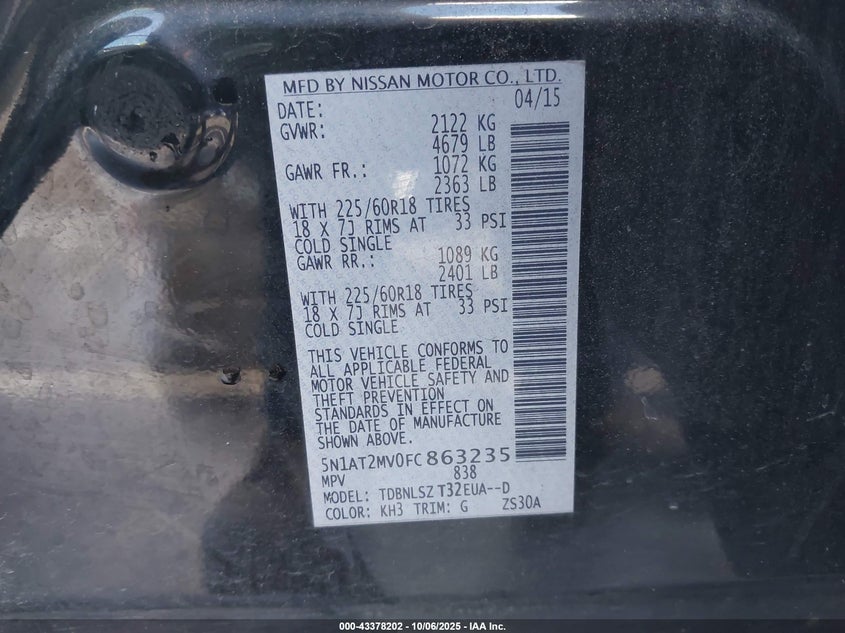 MFD BY NISSAN MOTOR CO., LTD.
DATE: 04/15
GVWR: 2122 KG
4679 LB
GAWR FR.: 1072 KG
2363 LB
WITH 225/60R18 TIRES
18 X 7J RIMS AT 33 PSI
COLD SINGLE
GAWR RR.: 1089 KG
2401 LB
WITH 225/60R18 TIRES
18 X 7J RIMS AT 33 PSI
COLD SINGLE
THIS VEHICLE CONFORMS TO
ALL APPLICABLE FEDERAL
MOTOR VEHICLE SAFETY AND
THEFT PREVENTION
STANDARDS IN EFFECT ON
THE DATE OF MANUFACTURE
SHOWN ABOVE.
5N1AT2MV0FC863235
MPV 838
MODEL: TDBNLSZ T32EUA--D
COLOR: KH3 TRIM: G ZS30A
000-43378202 - 10/06/2025 - IAA Inc.